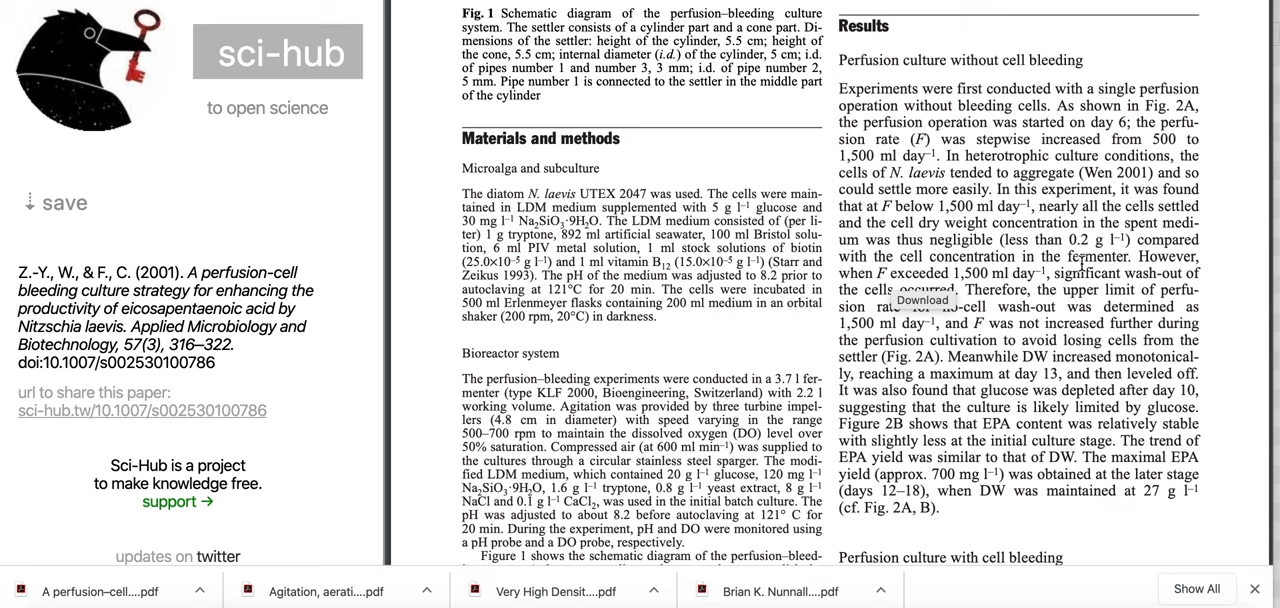 sci-hub
to open science
⇣ save
Z.-Y., W., & F., C. (2001). A perfusion-cell
bleeding culture strategy for enhancing the
productivity of eicosapentaenoic acid by
Nitzschia laevis. Applied Microbiology and
Biotechnology, 57(3), 316–322.
doi:10.1007/s002530100786
url to share this paper:
sci-hub.tw/10.1007/s002530100786
Sci-Hub is a project
to make knowledge free.
support →
updates on twitter
Fig. 1 Schematic diagram of the perfusion–bleeding culture
system. The settler consists of a cylinder part and a cone part. Di-
mensions of the settler: height of the cylinder, 5.5 cm; height of
the cone, 5.5 cm; internal diameter (i.d.) of the cylinder, 5 cm; i.d.
of pipes number 1 and number 3, 3 mm; i.d. of pipe number 2,
5 mm. Pipe number 1 is connected to the settler in the middle part
of the cylinder
Materials and methods
Microalga and subculture
The diatom N. laevis UTEX 2047 was used. The cells were main-
tained in LDM medium supplemented with 5 g l⁻¹ glucose and
30 mg l⁻¹ Na₂SiO₃·9H₂O. The LDM medium consisted of (per li-
ter) 1 g tryptone, 892 ml artificial seawater, 100 ml Bristol solu-
tion, 6 ml PIV metal solution, 1 ml stock solutions of biotin
(25.0×10⁻⁵ g l⁻¹) and 1 ml vitamin B₁₂ (15.0×10⁻⁵ g l⁻¹) (Starr and
Zeikus 1993). The pH of the medium was adjusted to 8.2 prior to
autoclaving at 121°C for 20 min. The cells were incubated in
500 ml Erlenmeyer flasks containing 200 ml medium in an orbital
shaker (200 rpm, 20°C) in darkness.
Bioreactor system
The perfusion–bleeding experiments were conducted in a 3.7 l fer-
menter (type KLF 2000, Bioengineering, Switzerland) with 2.2 l
working volume. Agitation was provided by three turbine impel-
lers (4.8 cm in diameter) with speed varying in the range
500–700 rpm to maintain the dissolved oxygen (DO) level over
50% saturation. Compressed air (at 600 ml min⁻¹) was supplied to
the cultures through a circular stainless steel sparger. The modi-
fied LDM medium, which contained 20 g l⁻¹ glucose, 120 mg l⁻¹
Na₂SiO₃·9H₂O, 1.6 g l⁻¹ tryptone, 0.8 g l⁻¹ yeast extract, 8 g l⁻¹
NaCl and 0.1 g l⁻¹ CaCl₂, was used in the initial batch culture. The
pH was adjusted to about 8.2 before autoclaving at 121° C for
20 min. During the experiment, pH and DO were monitored using
a pH probe and a DO probe, respectively.
Figure 1 shows the schematic diagram of the perfusion–bleed-
Results
Perfusion culture without cell bleeding
Experiments were first conducted with a single perfusion
operation without bleeding cells. As shown in Fig. 2A,
the perfusion operation was started on day 6; the perfu-
sion rate (F) was stepwise increased from 500 to
1,500 ml day⁻¹. In heterotrophic culture conditions, the
cells of N. laevis tended to aggregate (Wen 2001) and so
could settle more easily. In this experiment, it was found
that at F below 1,500 ml day⁻¹, nearly all the cells settled
and the cell dry weight concentration in the spent medi-
um was thus negligible (less than 0.2 g l⁻¹) compared
with the cell concentration in the fermenter. However,
when F exceeded 1,500 ml day⁻¹, significant wash-out of
the cells occurred. Therefore, the upper limit of perfu-
Download
sion no-cell wash-out was determined as
1,500 ml day⁻¹, and F was not increased further during
the perfusion cultivation to avoid losing cells from the
settler (Fig. 2A). Meanwhile DW increased monotonical-
ly, reaching a maximum at day 13, and then leveled off.
It was also found that glucose was depleted after day 10,
suggesting that the culture is likely limited by glucose.
Figure 2B shows that EPA content was relatively stable
with slightly less at the initial culture stage. The trend of
EPA yield was similar to that of DW. The maximal EPA
yield (approx. 700 mg l⁻¹) was obtained at the later stage
(days 12–18), when DW was maintained at 27 g l⁻¹
(cf. Fig. 2A, B).
Perfusion culture with cell bleeding
A perfusion–cell....pdf
Agitation, aerati....pdf
Very High Densit....pdf
Brian K. Nunnall....pdf
Show All